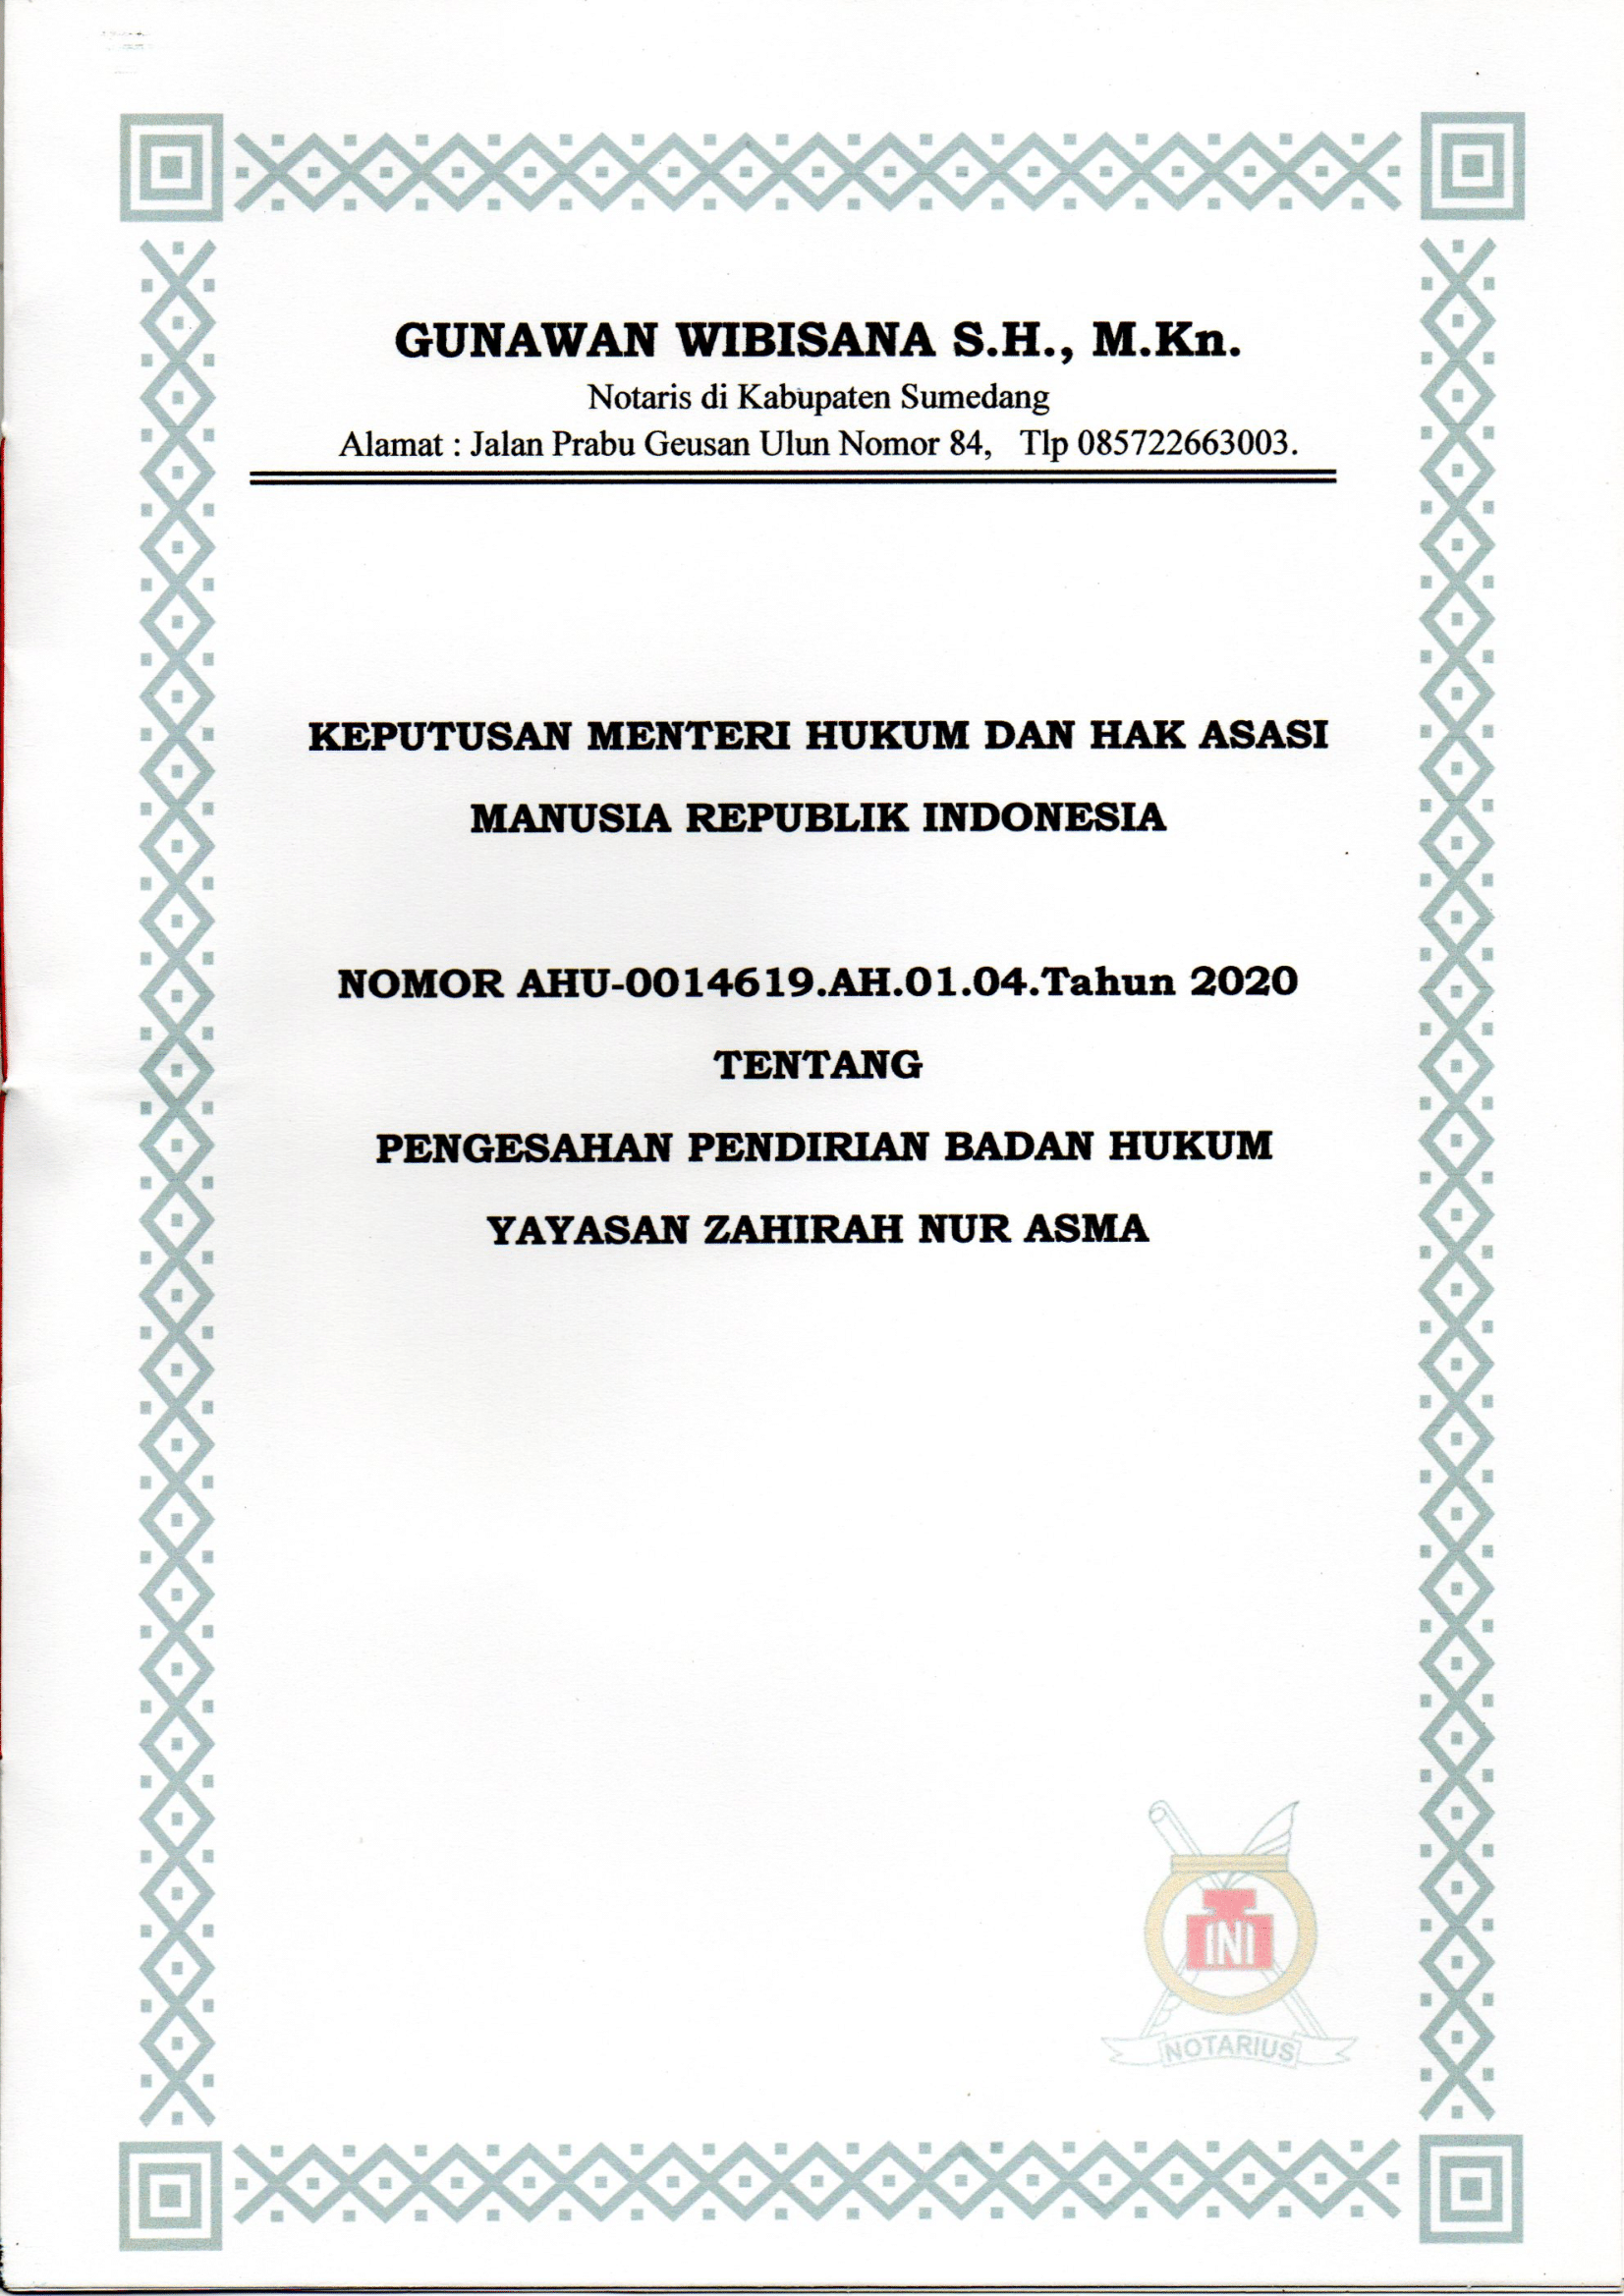 GUNAWAN WIBISANA S.H., M.Kn.
Notaris di Kabupaten Sumedang
Alamat : Jalan Prabu Geusan Ulun Nomor 84, Tlp 085722663003.
KEPUTUSAN MENTERI HUKUM DAN HAK ASASI
MANUSIA REPUBLIK INDONESIA
NOMOR AHU-0014619.AH.01.04.Tahun 2020
TENTANG
PENGESAHAN PENDIRIAN BADAN HUKUM
YAYASAN ZAHIRAH NUR ASMA
INI
NOTARIUS